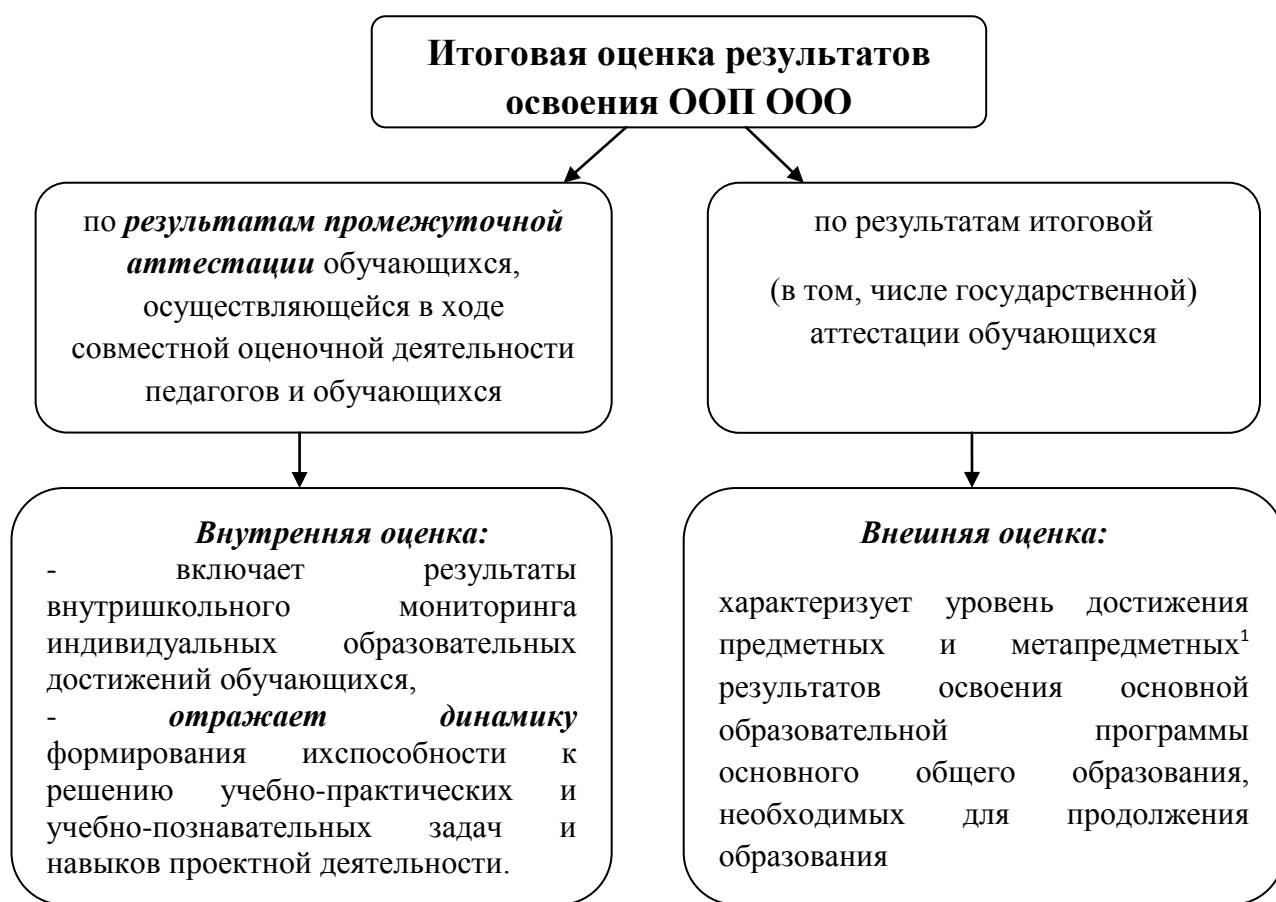 Итоговая оценка результатов
освоения ООП ООО
по результатам промежуточной
аттестации обучающихся,
осуществляющейся в ходе
совместной оценочной деятельности
педагогов и обучающихся
по результатам итоговой
(в том, числе государственной)
аттестации обучающихся
Внутренняя оценка:
- включает результаты
внутришкольного мониторинга
индивидуальных образовательных
достижений обучающихся,
- отражает динамику
формирования ихспособности к
решению учебно-практических и
учебно-познавательных задач и
навыков проектной деятельности.
Внешняя оценка:
характеризует уровень достижения
предметных и метапредметных¹
результатов освоения основной
образовательной программы
основного общего образования,
необходимых для продолжения
образования